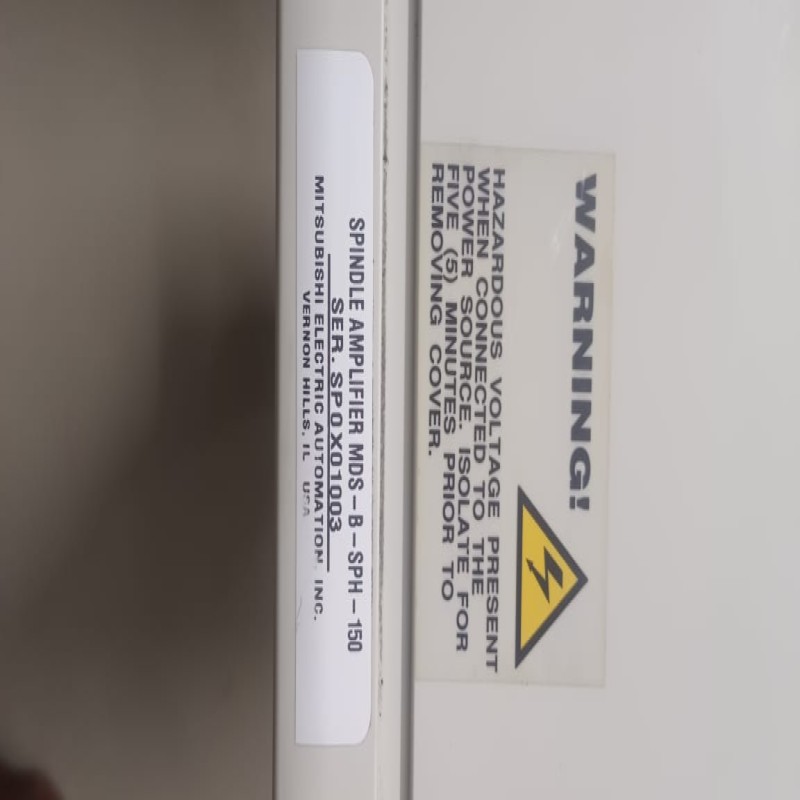 WARNING!
HAZARDOUS VOLTAGE PRESENT
WHEN CONNECTED TO THE
POWER SOURCE. ISOLATE FOR
FIVE (5) MINUTES PRIOR TO
REMOVING COVER.
SPINDLE AMPLIFIER MDS-B-SPH-150
SER. SP0X01003
MITSUBISHI ELECTRIC AUTOMATION, INC.
VERNON HILLS, IL USA